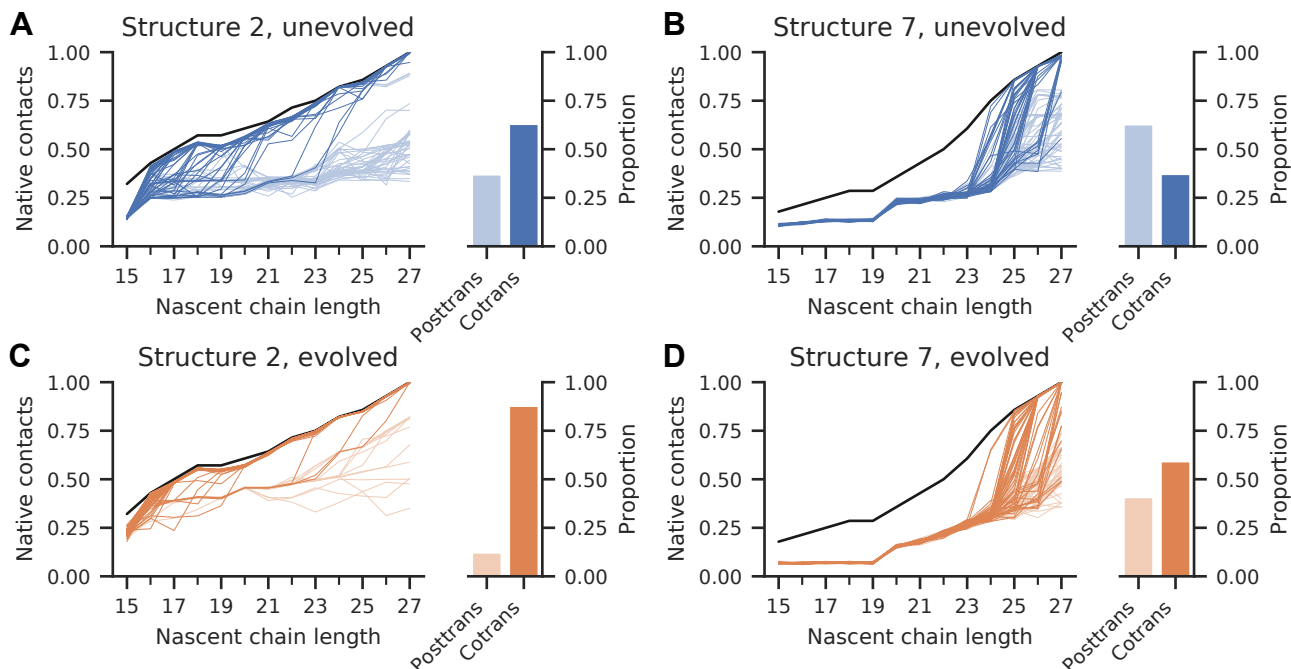 A
Structure 2, unevolved
1.00
0.75
0.50
0.25
0.00
Native contacts
15 17 19 21 23 25 27
Nascent chain length
1.00
0.75
0.50
0.25
0.00
Proportion
Posttrans
Cotrans
B
Structure 7, unevolved
1.00
0.75
0.50
0.25
0.00
Native contacts
15 17 19 21 23 25 27
Nascent chain length
1.00
0.75
0.50
0.25
0.00
Proportion
Posttrans
Cotrans
C
Structure 2, evolved
1.00
0.75
0.50
0.25
0.00
Native contacts
15 17 19 21 23 25 27
Nascent chain length
1.00
0.75
0.50
0.25
0.00
Proportion
Posttrans
Cotrans
D
Structure 7, evolved
1.00
0.75
0.50
0.25
0.00
Native contacts
15 17 19 21 23 25 27
Nascent chain length
1.00
0.75
0.50
0.25
0.00
Proportion
Posttrans
Cotrans